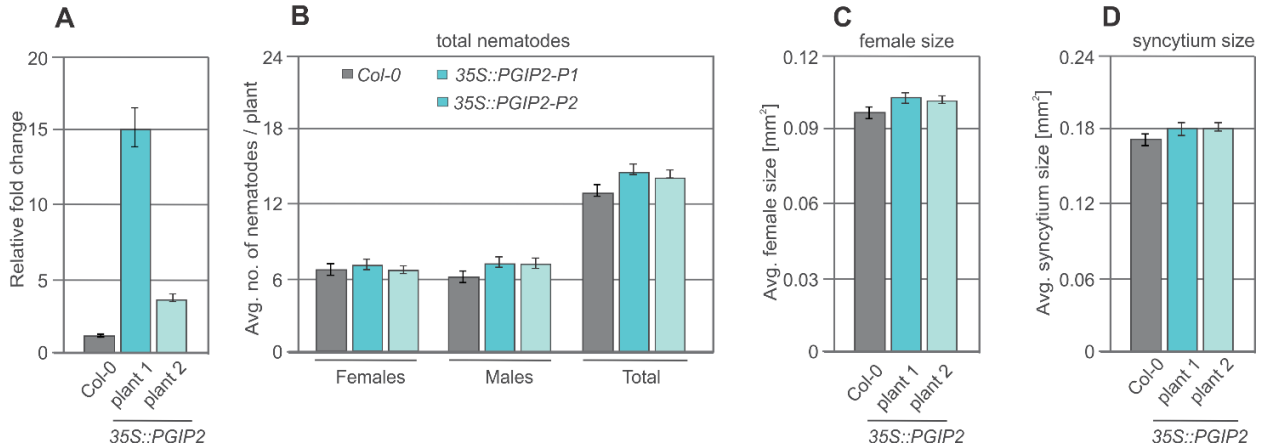 A
Relative fold change
20
15
10
5
0
Col-0
plant 1
plant 2
35S::PGIP2
B
total nematodes
Avg. no. of nematodes / plant
24
18
12
6
0
Col-0
35S::PGIP2-P1
35S::PGIP2-P2
Females
Males
Total
C
female size
Avg. female size [mm²]
0.12
0.09
0.06
0.03
0
Col-0
plant 1
plant 2
35S::PGIP2
D
syncytium size
Avg. syncytium size [mm²]
0.24
0.18
0.12
0.06
0
Col-0
plant 1
plant 2
35S::PGIP2